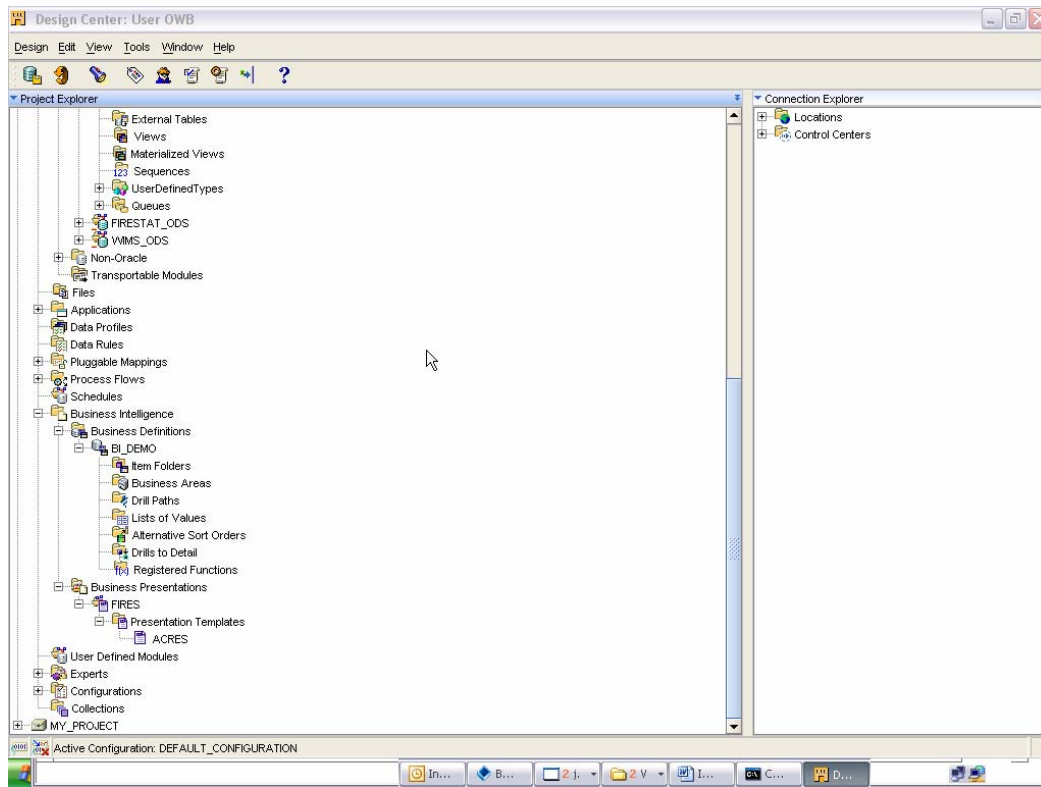 Design Center: User OWB
Design Edit View Tools Window Help
Project Explorer
External Tables
Views
Materialized Views
123 Sequences
UserDefinedTypes
Queues
FIRESTAT_ODS
WIMS_ODS
Non-Oracle
Transportable Modules
Files
Applications
Data Profiles
Data Rules
Pluggable Mappings
Process Flows
Schedules
Business Intelligence
Business Definitions
BI_DEMO
Item Folders
Business Areas
Drill Paths
Lists of Values
Alternative Sort Orders
Drills to Detail
f(x) Registered Functions
Business Presentations
FIRES
Presentation Templates
ACRES
User Defined Modules
Experts
Configurations
Collections
MY_PROJECT
Connection Explorer
Locations
Control Centers
Active Configuration: DEFAULT_CONFIGURATION
In... B... 2 j. 2 V I... C... D...